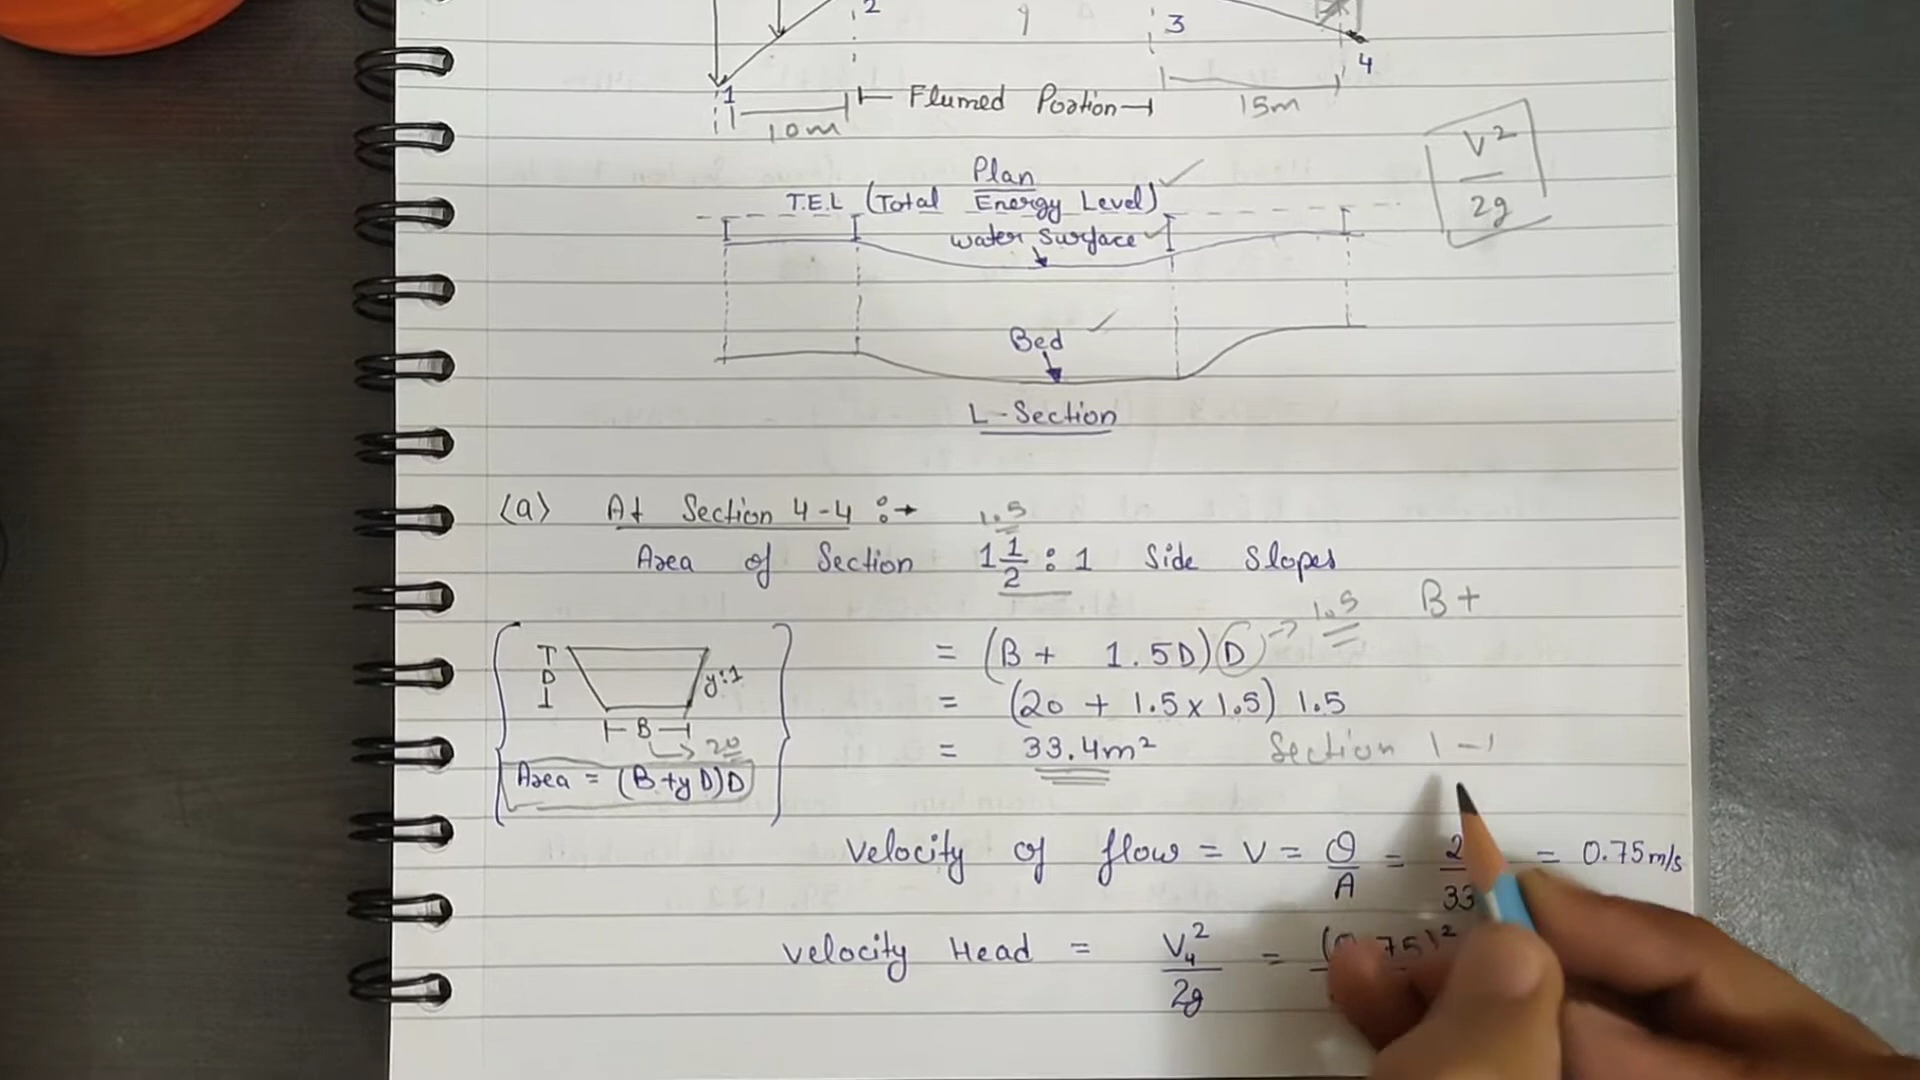 2
3
4
1
Flumed Portion
10m
15m
V²
2g
Plan
T.E.L (Total Energy Level)
water Surface
Bed
L-Section
(a) At Section 4-4 :→
1.5
Area of Section 1 1/2 : 1 Side Slopes
1.5 B+
= (B + 1.5D) D
= (20 + 1.5 x 1.5) 1.5
= 33.4m² Section 1-1
T
D
y:1
B
20
Area = (B+yD)D
velocity of flow = V = Q/A = 2 / 33 = 0.75m/s
velocity Head = V₄²/2g = 75)²